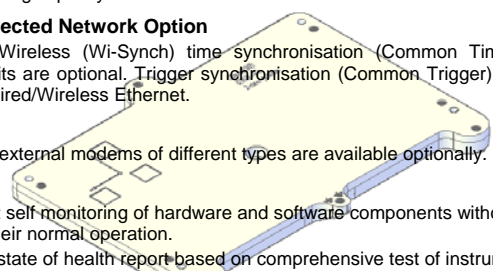 ected Network Option
Wireless (Wi-Synch) time synchronisation (Common Tim
its are optional. Trigger synchronisation (Common Trigger)
ired/Wireless Ethernet.
external modems of different types are available optionally.
self monitoring of hardware and software components witho
eir normal operation.
state of health report based on comprehensive test of instru